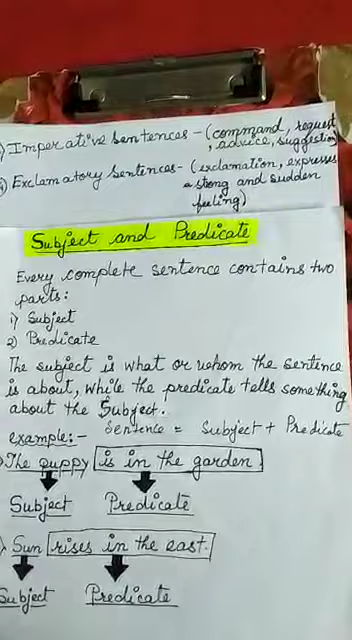 ) Imperative sentences - (command, request
, advice, suggestion
4) Exclamatory sentences - (exclamation, expresses
a strong and sudden
feeling)
Subject and Predicate
Every complete sentence contains two
parts:
1) Subject
2) Predicate
The subject is what or whom the sentence
is about, while the predicate tells something
about the Subject.
Sentence = Subject + Predicate
example:-
) The puppy is in the garden.
Subject Predicate
) Sun rises in the east.
Subject Predicate